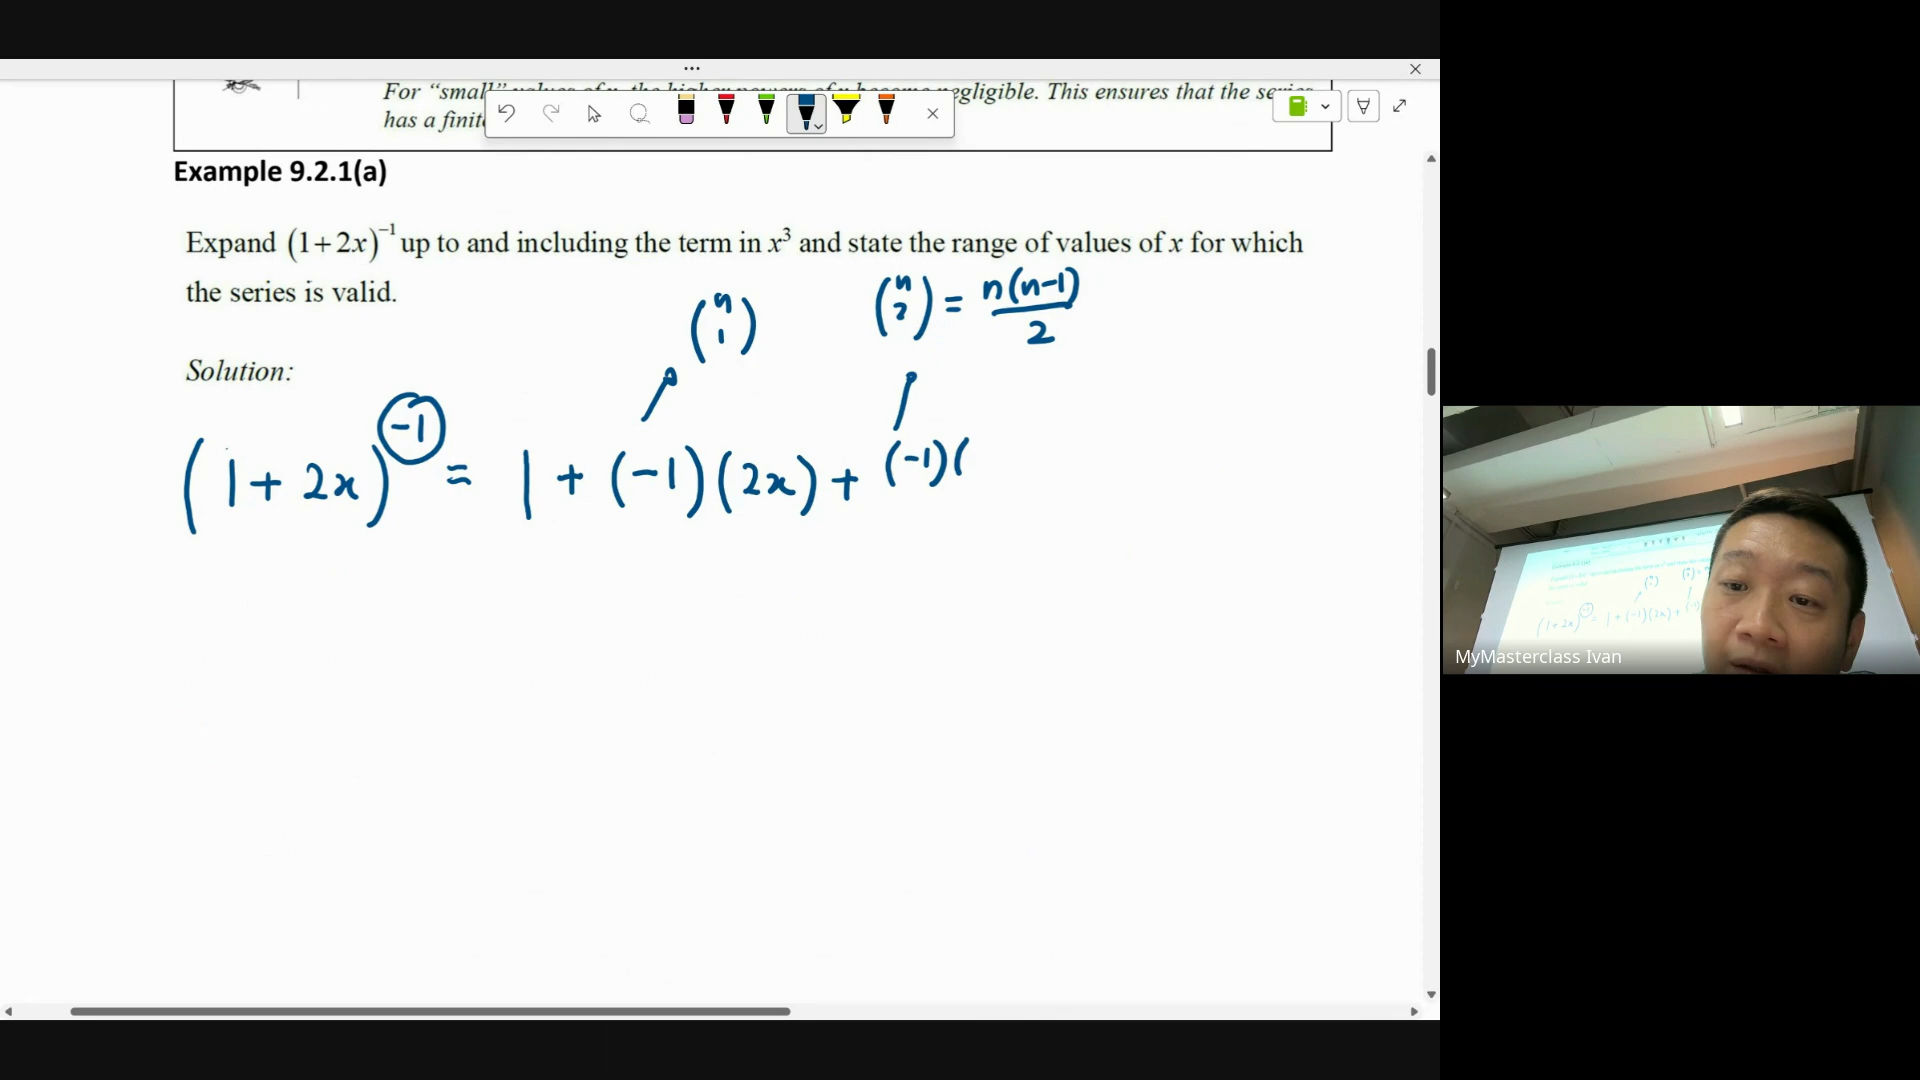 For "small" values of x, the higher powers of x become negligible. This ensures that the series
has a finit
Example 9.2.1(a)
Expand (1+2x)⁻¹ up to and including the term in x³ and state the range of values of x for which
the series is valid.
(n 1) (n 2) = n(n-1)/2
Solution:
(1 + 2x)⁻¹ = 1 + (-1)(2x) + (-1)(
MyMasterclass Ivan